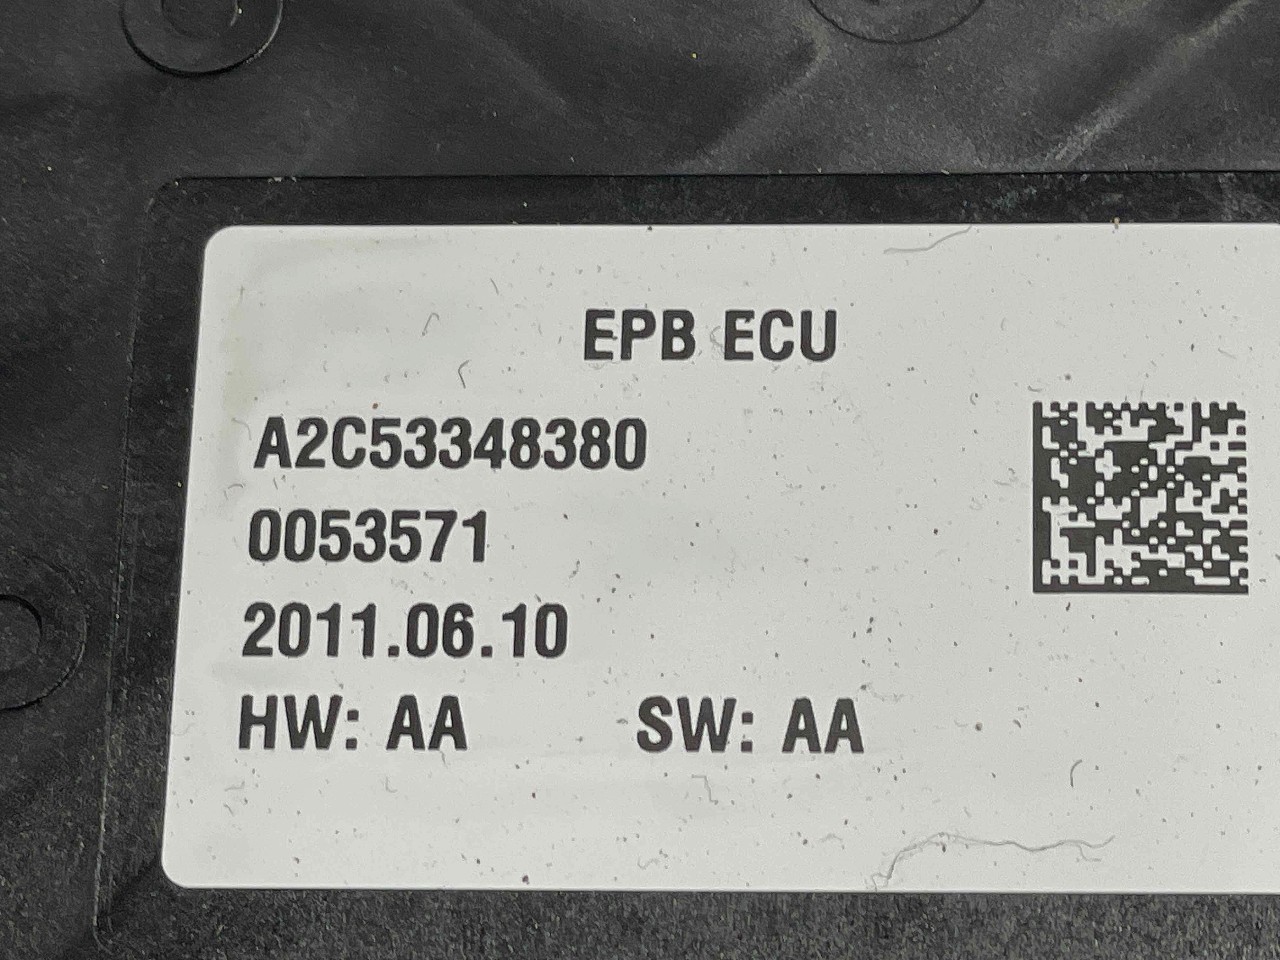 EPB ECU
A2C53348380
0053571
2011.06.10
HW: AA SW: AA